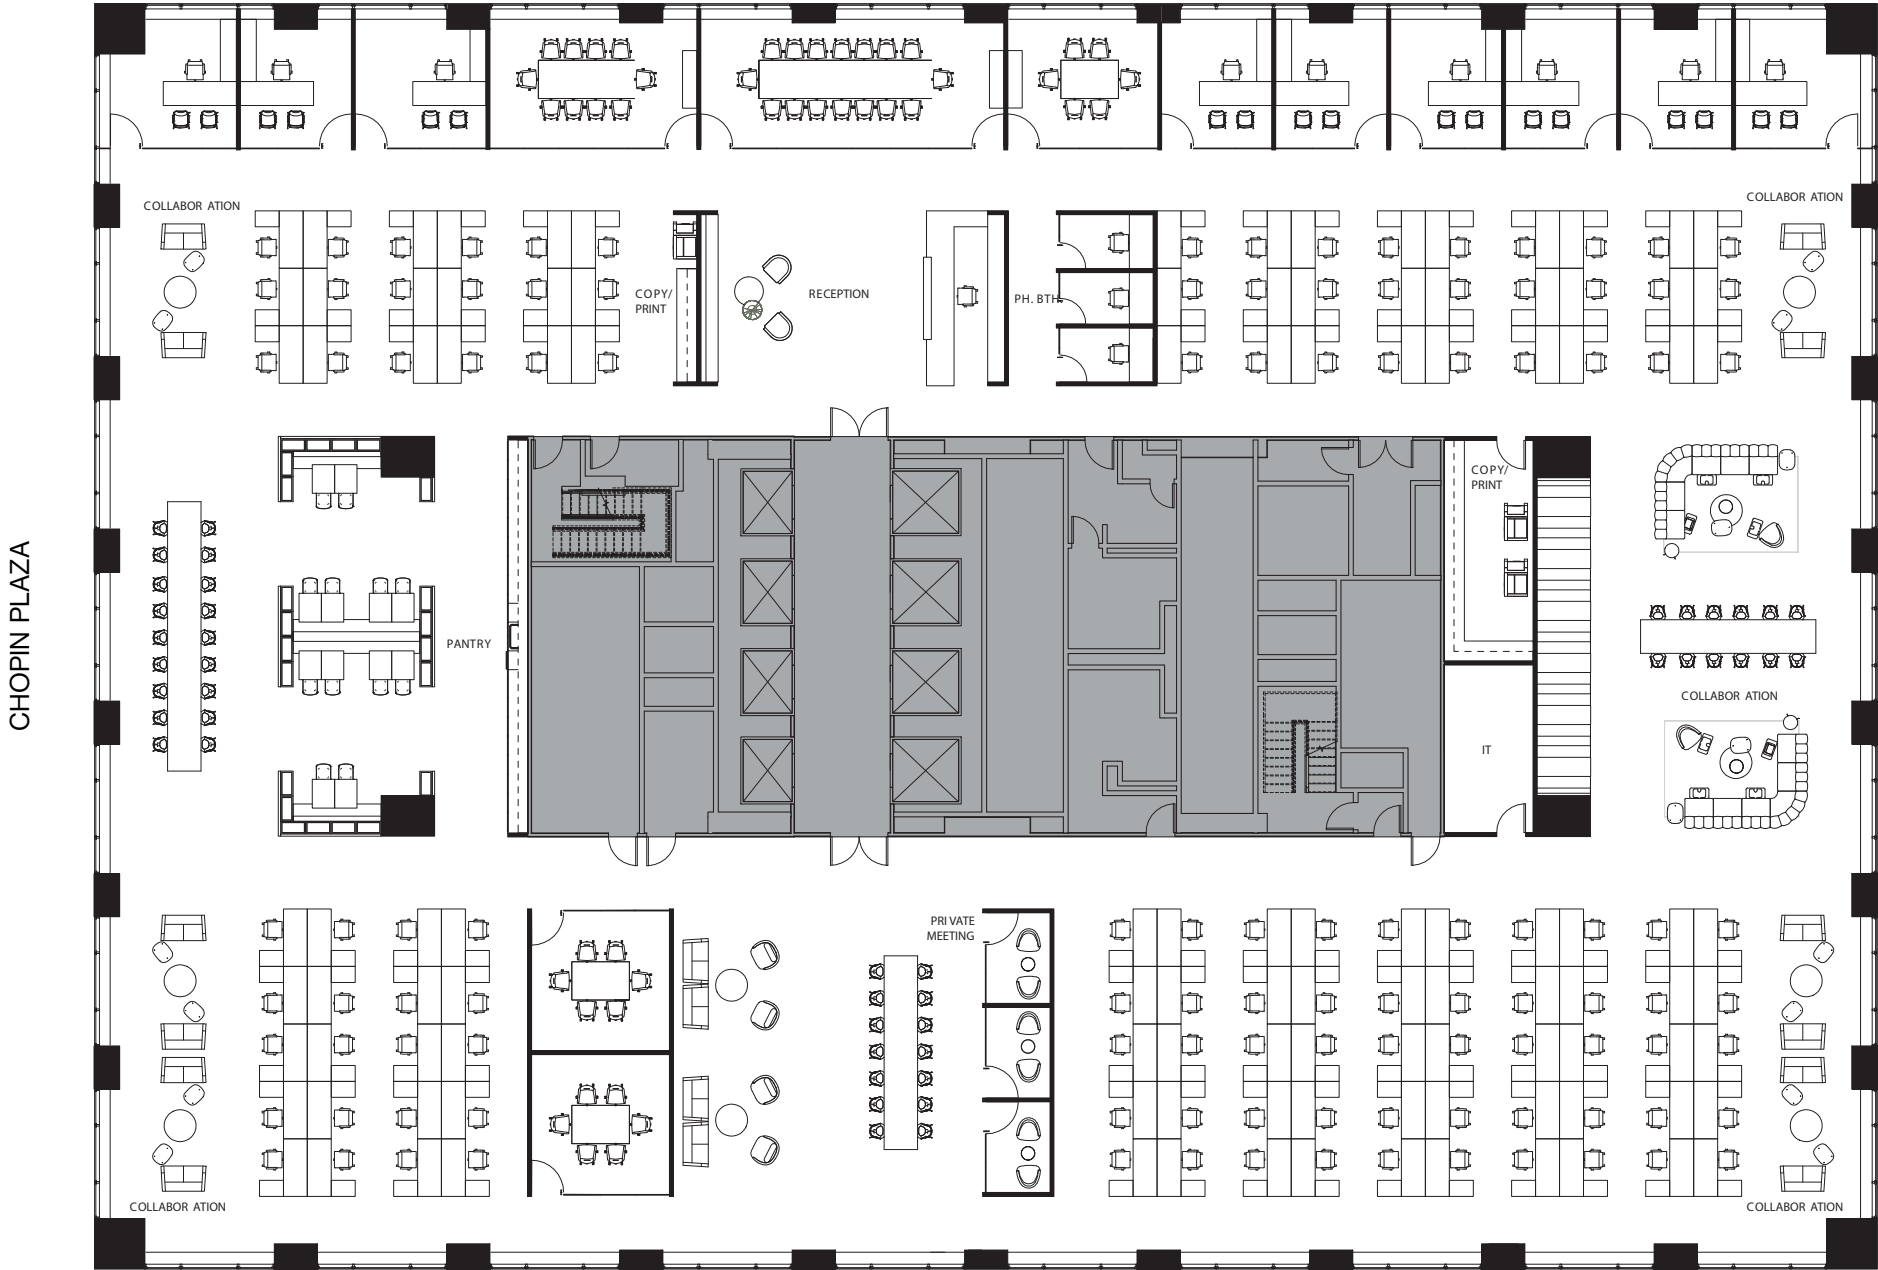 COLLABOR ATION
COLLABOR ATION
COPY/
PRINT
RECEPTION
PH. BTH
COPY/
PRINT
CHOPIN PLAZA
PANTRY
COLLABOR ATION
IT
PRI VATE
MEETING
COLLABOR ATION
COLLABOR ATION